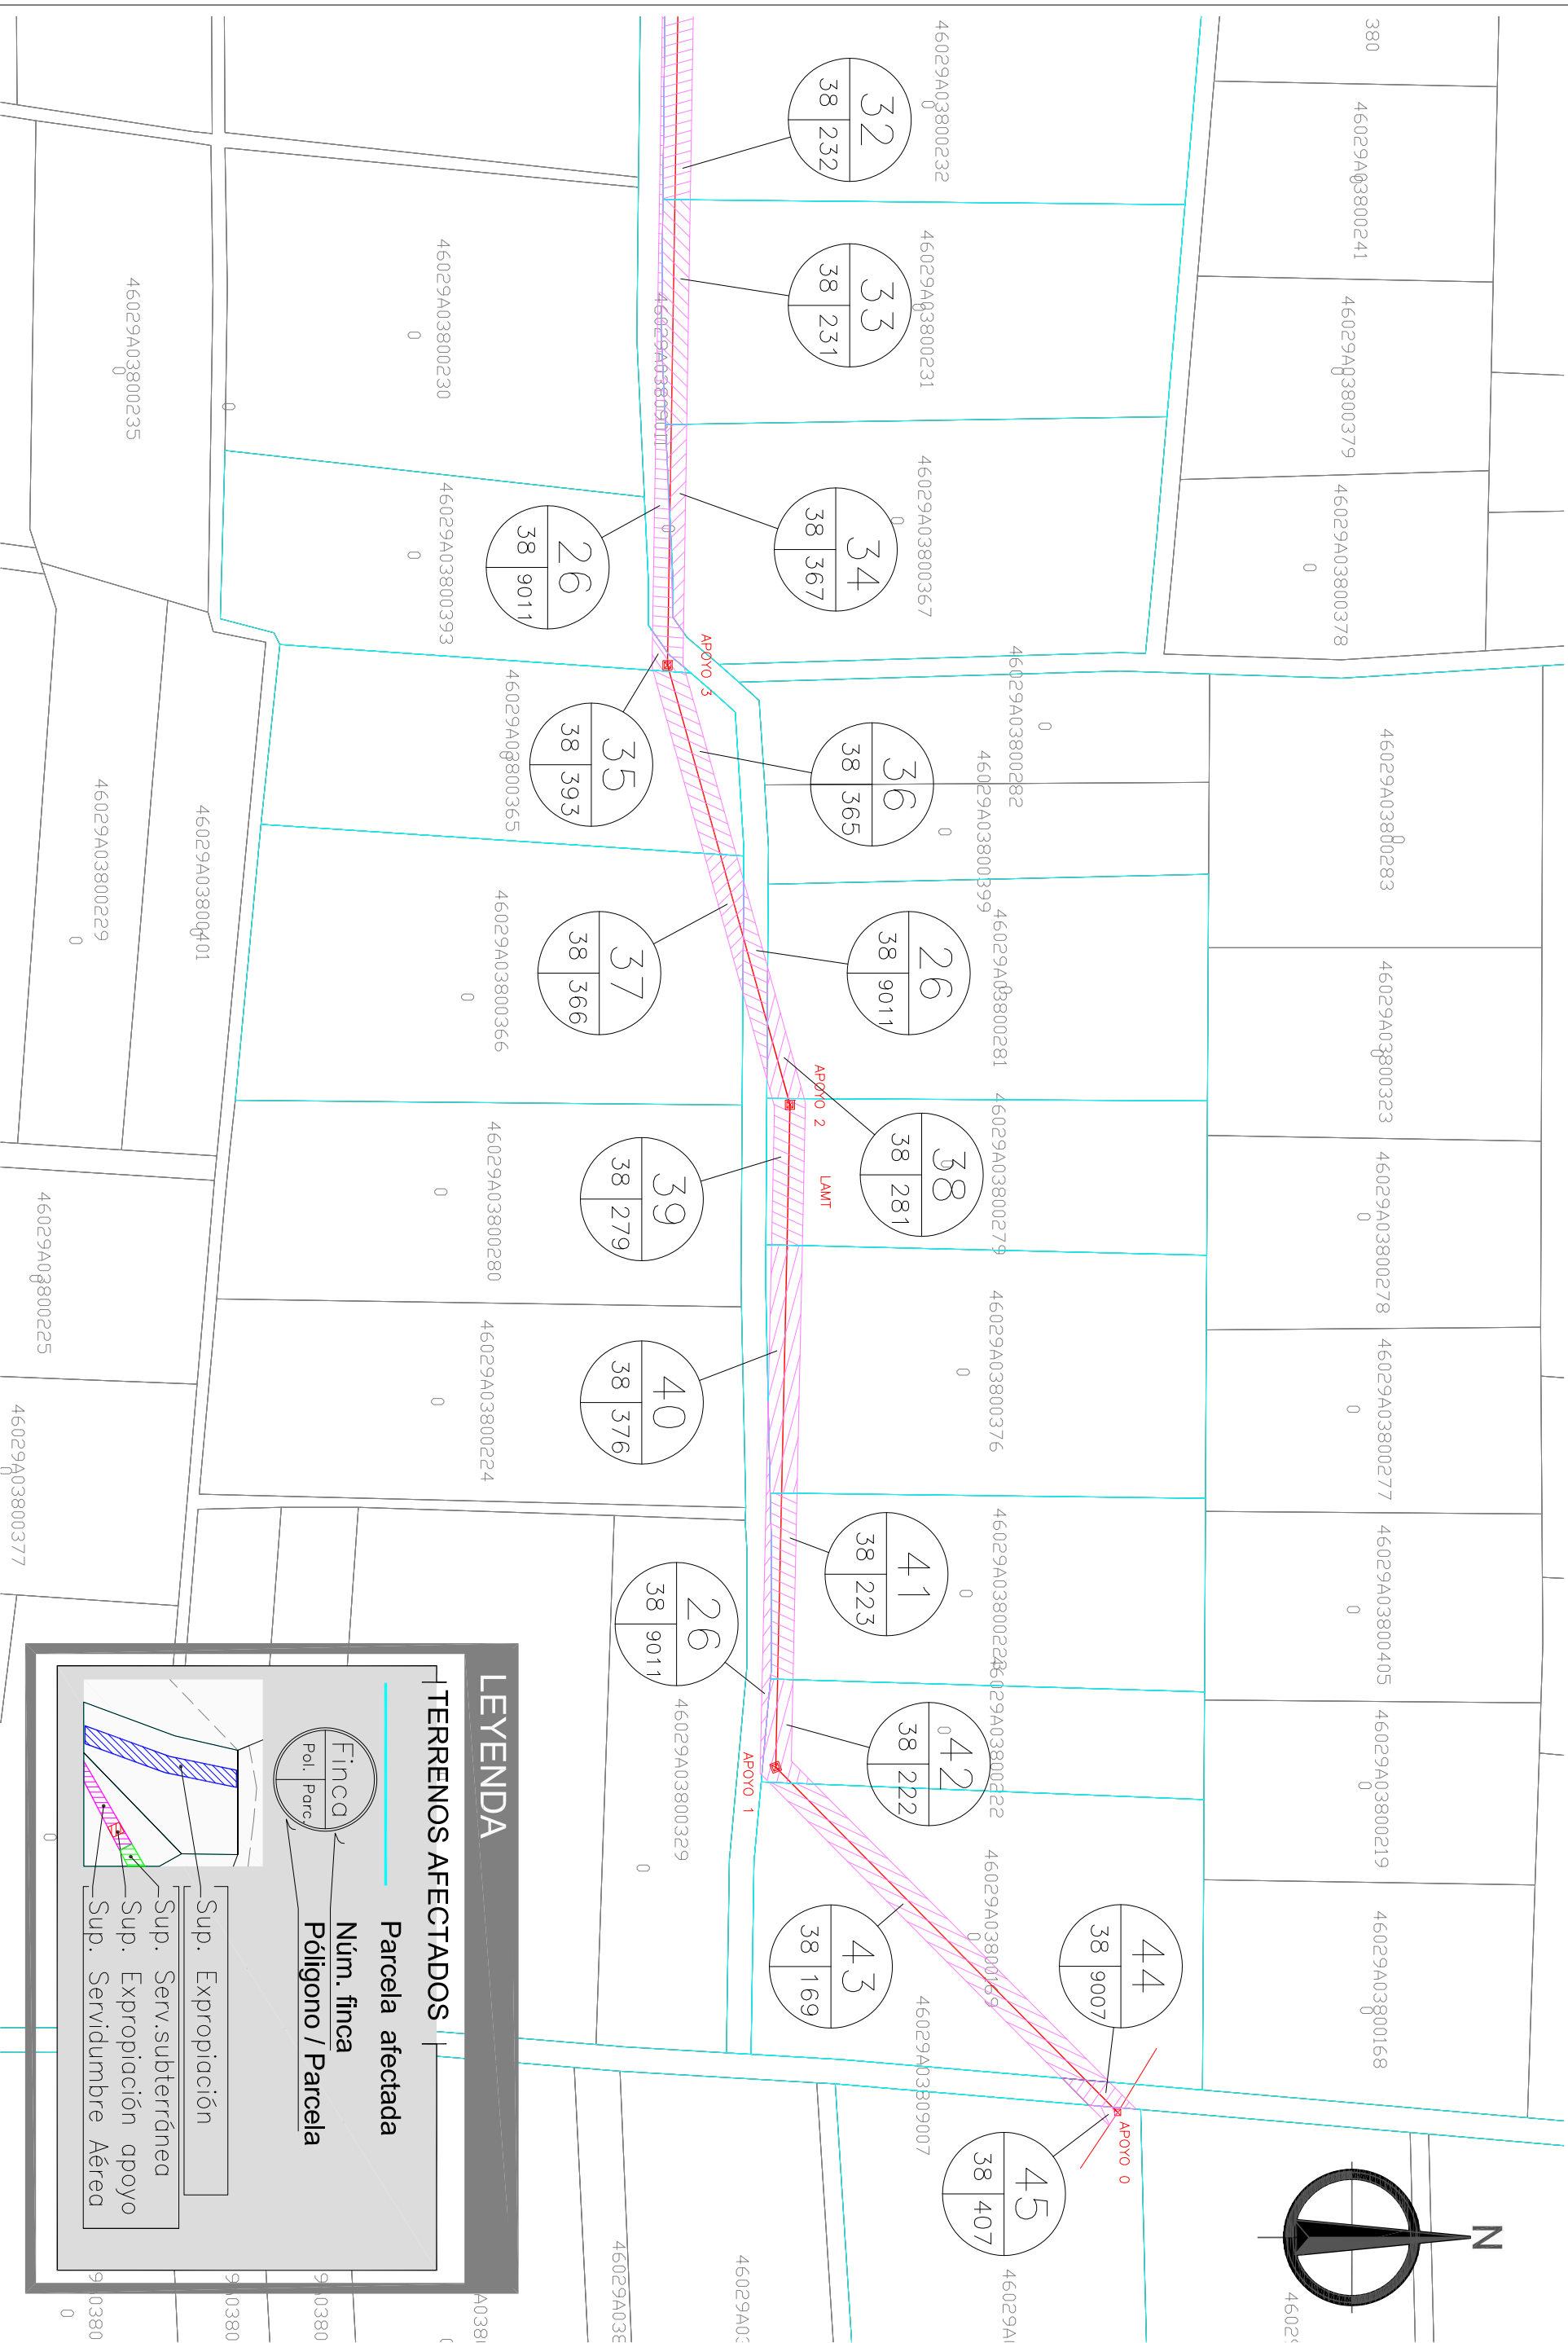 N
380
46029A03800241
46029A03800379
46029A03800378
46029A03800283
46029A03800323
46029A03800278
46029A03800277
46029A03800405
46029A03800219
46029A03800168
46029A03800232
46029A03800231
46029A03800367
46029A03800282
46029A03800399
46029A03800281
46029A03800279
46029A03800376
46029A03800223
46029A03800222
46029A03800169
46029A03809007
32
38 232
33
38 231
34
38 367
36
38 365
26
38 9011
38
38 281
41
38 223
42
38 222
43
38 169
44
38 9007
45
38 407
APOYO 3
APOYO 2
LAMT
APOYO 1
APOYO 0
46029A03809011
26
38 9011
35
38 393
37
38 366
39
38 279
40
38 376
26
38 9011
46029A03800230
46029A03800393
46029A03800365
46029A03800366
46029A03800280
46029A03800224
46029A03800329
46029A03800235
46029A03800229
46029A03800401
46029A03800225
46029A03800377
LEYENDA
TERRENOS AFECTADOS
Parcela afectada
Finca
Pol. Parc.
Núm. finca
Póligono / Parcela
Sup. Expropiación
Sup. Serv.subterránea
Sup. Expropiación apoyo
Sup. Servidumbre Aérea